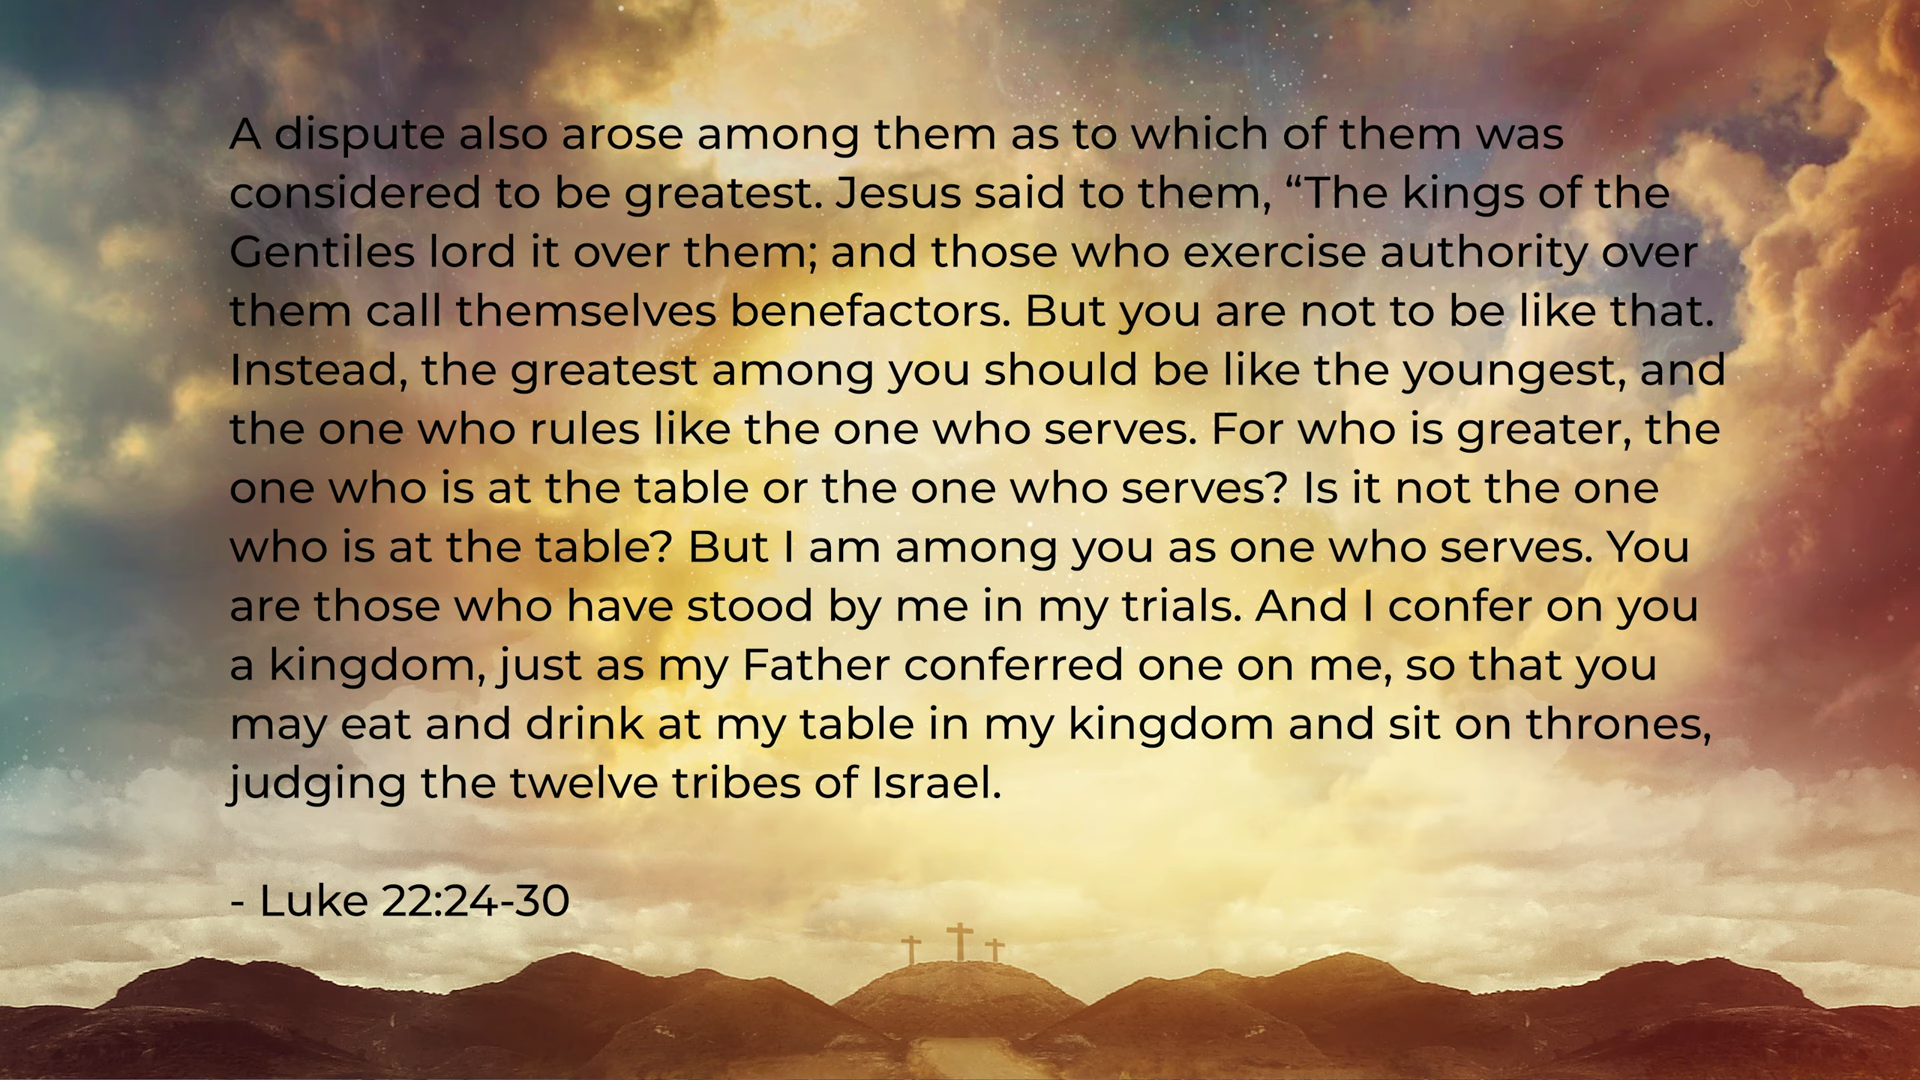 A dispute also arose among them as to which of them was
considered to be greatest. Jesus said to them, “The kings of the
Gentiles lord it over them; and those who exercise authority over
them call themselves benefactors. But you are not to be like that.
Instead, the greatest among you should be like the youngest, and
the one who rules like the one who serves. For who is greater, the
one who is at the table or the one who serves? Is it not the one
who is at the table? But I am among you as one who serves. You
are those who have stood by me in my trials. And I confer on you
a kingdom, just as my Father conferred one on me, so that you
may eat and drink at my table in my kingdom and sit on thrones,
judging the twelve tribes of Israel.
- Luke 22:24-30